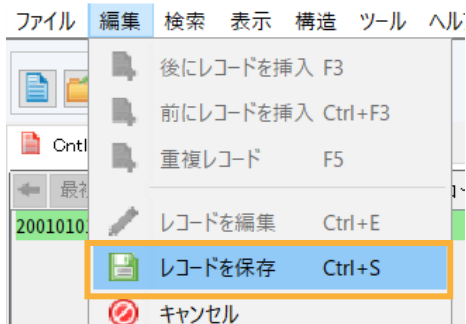 ファイル 編集 検索 表示 構造 ツール
後にレコードを挿入 F3
前にレコードを挿入 Ctrl+F3
Cntl
重複レコード F5
レコードを編集 Ctrl+E
レコードを保存 Ctrl+S
キャンセル